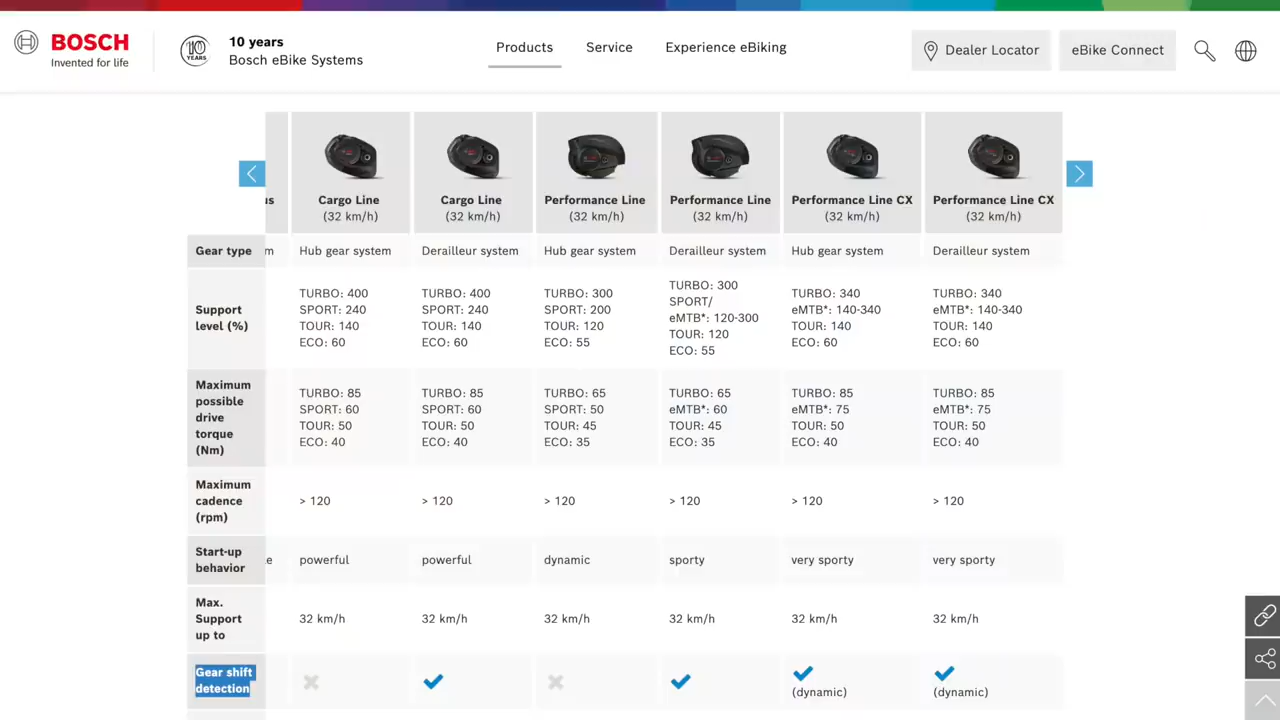 BOSCH
Invented for life
10
YEARS
10 years
Bosch eBike Systems
Products
Service
Experience eBiking
Dealer Locator
eBike Connect
us
Cargo Line
(32 km/h)
Cargo Line
(32 km/h)
Performance Line
(32 km/h)
Performance Line
(32 km/h)
Performance Line CX
(32 km/h)
Performance Line CX
(32 km/h)
Gear type
m
Hub gear system
Derailleur system
Hub gear system
Derailleur system
Hub gear system
Derailleur system
Support
level (%)
TURBO: 400
SPORT: 240
TOUR: 140
ECO: 60
TURBO: 400
SPORT: 240
TOUR: 140
ECO: 60
TURBO: 300
SPORT: 200
TOUR: 120
ECO: 55
TURBO: 300
SPORT/
eMTB*: 120-300
TOUR: 120
ECO: 55
TURBO: 340
eMTB*: 140-340
TOUR: 140
ECO: 60
TURBO: 340
eMTB*: 140-340
TOUR: 140
ECO: 60
Maximum
possible
drive
torque
(Nm)
TURBO: 85
SPORT: 60
TOUR: 50
ECO: 40
TURBO: 85
SPORT: 60
TOUR: 50
ECO: 40
TURBO: 65
SPORT: 50
TOUR: 45
ECO: 35
TURBO: 65
eMTB*: 60
TOUR: 45
ECO: 35
TURBO: 85
eMTB*: 75
TOUR: 50
ECO: 40
TURBO: 85
eMTB*: 75
TOUR: 50
ECO: 40
Maximum
cadence
(rpm)
> 120
> 120
> 120
> 120
> 120
> 120
Start-up
behavior
e
powerful
powerful
dynamic
sporty
very sporty
very sporty
Max.
Support
up to
32 km/h
32 km/h
32 km/h
32 km/h
32 km/h
32 km/h
Gear shift
detection
(dynamic)
(dynamic)